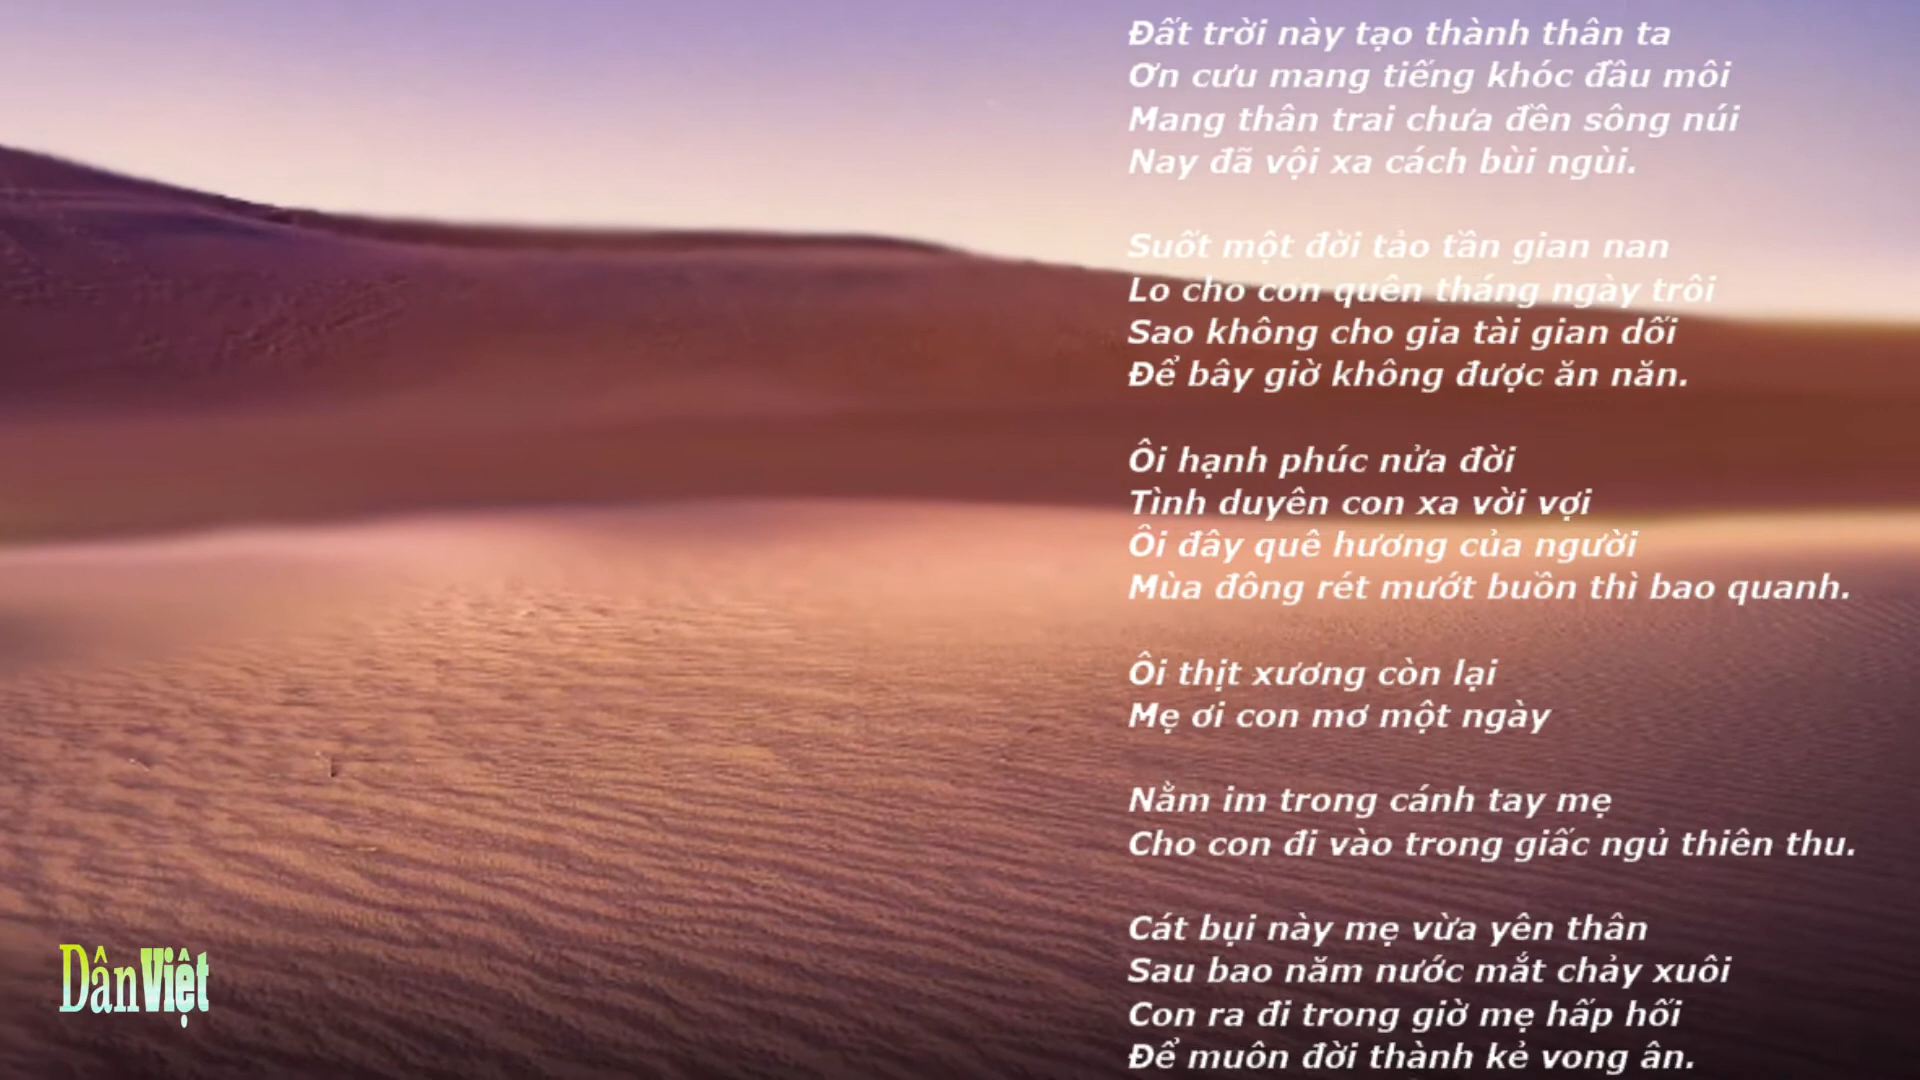 Đất trời này tạo thành thân ta
Ơn cưu mang tiếng khóc đầu môi
Mang thân trai chưa đền sông núi
Nay đã vội xa cách bùi ngùi.
Suốt một đời tảo tần gian nan
Lo cho con quên tháng ngày trôi
Sao không cho gia tài gian dối
Để bây giờ không được ăn năn.
Ôi hạnh phúc nửa đời
Tình duyên con xa vời vợi
Ôi đây quê hương của người
Mùa đông rét mướt buồn thì bao quanh.
Ôi thịt xương còn lại
Mẹ ơi con mơ một ngày
Nằm im trong cánh tay mẹ
Cho con đi vào trong giấc ngủ thiên thu.
Cát bụi này mẹ vừa yên thân
Sau bao năm nước mắt chảy xuôi
Con ra đi trong giờ mẹ hấp hối
Để muôn đời thành kẻ vong ân.
DânViệt